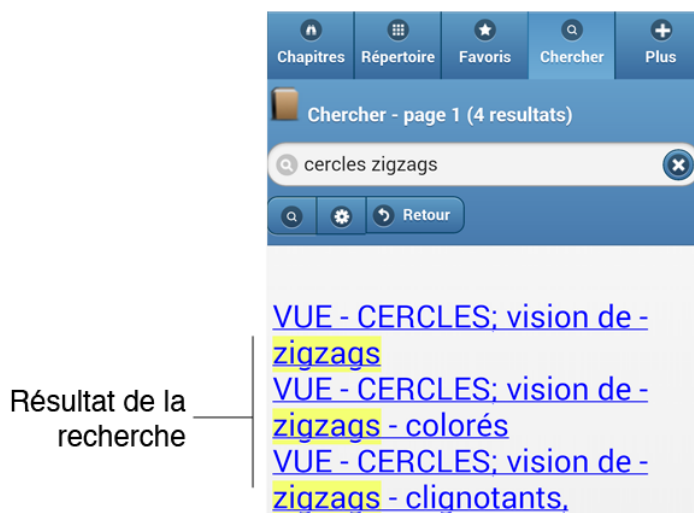 Chapitres Répertoire Favoris Chercher Plus
Chercher - page 1 (4 resultats)
cercles zigzags
Retour
VUE - CERCLES; vision de -
zigzags
VUE - CERCLES; vision de -
zigzags - colorés
VUE - CERCLES; vision de -
zigzags - clignotants,
Résultat de la
recherche